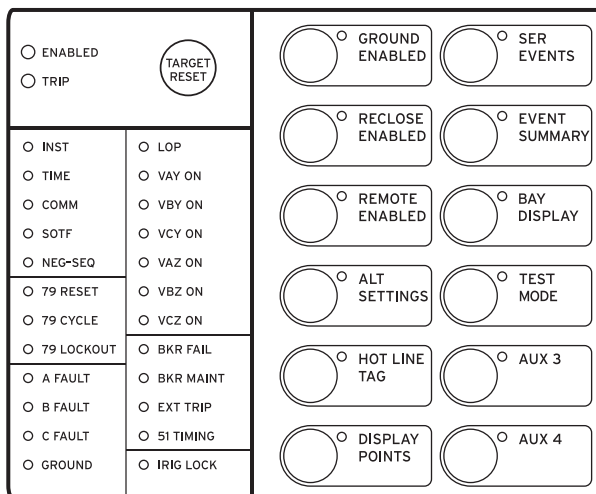 ENABLED
TRIP
TARGET
RESET
INST
TIME
COMM
SOTF
NEG-SEQ
79 RESET
79 CYCLE
79 LOCKOUT
A FAULT
B FAULT
C FAULT
GROUND
LOP
VAY ON
VBY ON
VCY ON
VAZ ON
VBZ ON
VCZ ON
BKR FAIL
BKR MAINT
EXT TRIP
51 TIMING
IRIG LOCK
GROUND
ENABLED
RECLOSE
ENABLED
REMOTE
ENABLED
ALT
SETTINGS
HOT LINE
TAG
DISPLAY
POINTS
SER
EVENTS
EVENT
SUMMARY
BAY
DISPLAY
TEST
MODE
AUX 3
AUX 4